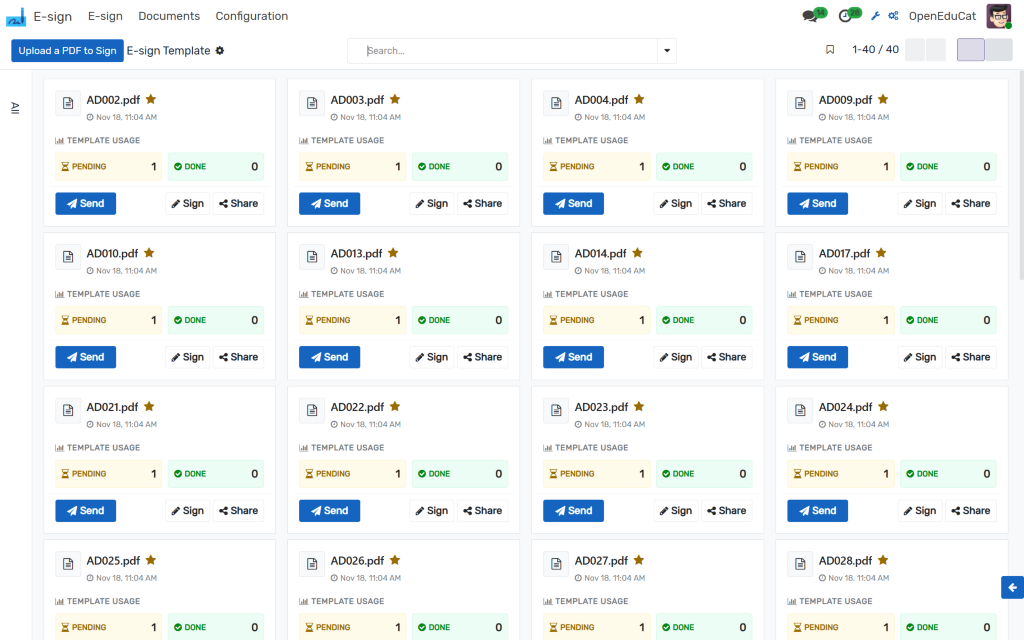 E-sign E-sign Documents Configuration 14 28 OpenEduCat
Upload a PDF to Sign E-sign Template Search... 1-40 / 40
All
AD002.pdf AD003.pdf AD004.pdf AD009.pdf
Nov 18, 11:04 AM Nov 18, 11:04 AM Nov 18, 11:04 AM Nov 18, 11:04 AM
TEMPLATE USAGE TEMPLATE USAGE TEMPLATE USAGE TEMPLATE USAGE
PENDING 1 DONE 0 PENDING 1 DONE 0 PENDING 1 DONE 0 PENDING 1 DONE 0
Send Sign Share Send Sign Share Send Sign Share Send Sign Share
AD010.pdf AD013.pdf AD014.pdf AD017.pdf
Nov 18, 11:04 AM Nov 18, 11:04 AM Nov 18, 11:04 AM Nov 18, 11:04 AM
TEMPLATE USAGE TEMPLATE USAGE TEMPLATE USAGE TEMPLATE USAGE
PENDING 1 DONE 0 PENDING 1 DONE 0 PENDING 1 DONE 0 PENDING 1 DONE 0
Send Sign Share Send Sign Share Send Sign Share Send Sign Share
AD021.pdf AD022.pdf AD023.pdf AD024.pdf
Nov 18, 11:04 AM Nov 18, 11:04 AM Nov 18, 11:04 AM Nov 18, 11:04 AM
TEMPLATE USAGE TEMPLATE USAGE TEMPLATE USAGE TEMPLATE USAGE
PENDING 1 DONE 0 PENDING 1 DONE 0 PENDING 1 DONE 0 PENDING 1 DONE 0
Send Sign Share Send Sign Share Send Sign Share Send Sign Share
AD025.pdf AD026.pdf AD027.pdf AD028.pdf
Nov 18, 11:04 AM Nov 18, 11:04 AM Nov 18, 11:04 AM Nov 18, 11:04 AM
TEMPLATE USAGE TEMPLATE USAGE TEMPLATE USAGE TEMPLATE USAGE
PENDING 1 DONE 0 PENDING 1 DONE 0 PENDING 1 DONE 0 PENDING 1 DONE 0